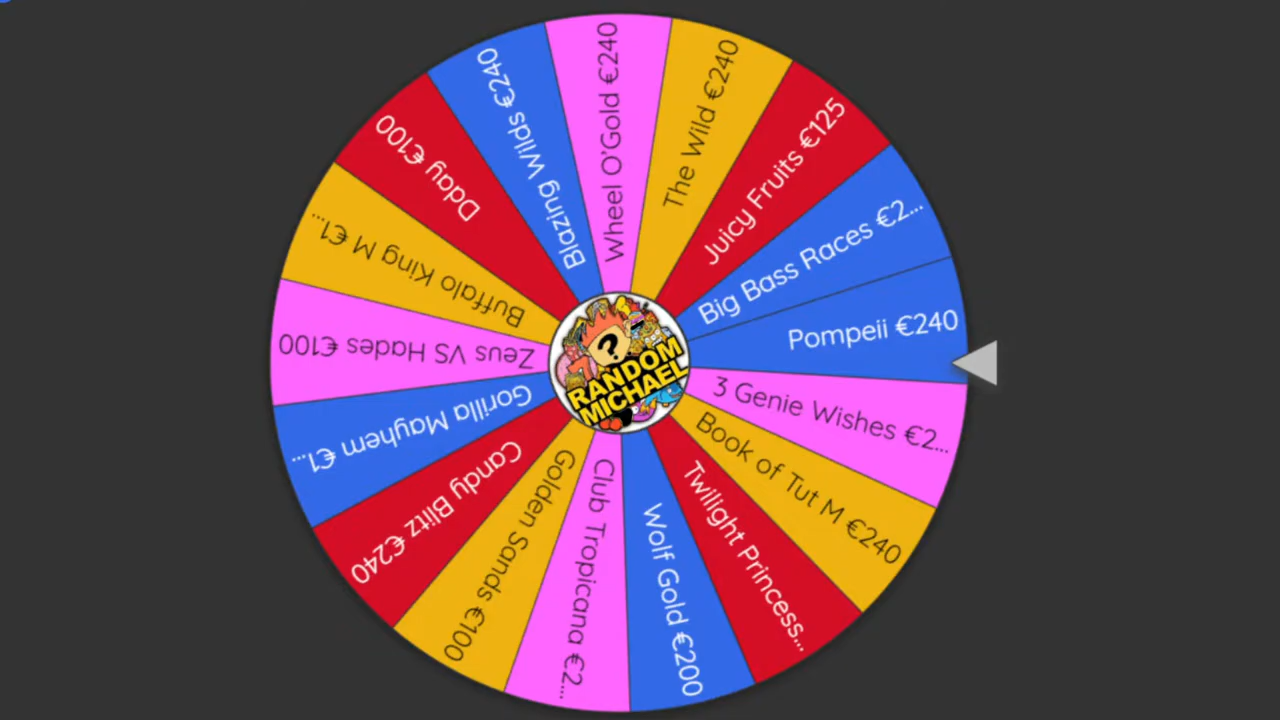 Wheel O'Gold €240
The Wild €240
Juicy Fruits €125
Big Bass Races €2...
Pompeii €240
3 Genie Wishes €2...
Book of Tut M €240
Twilight Princess...
Wolf Gold €200
Club Tropicana €2...
Golden Sands €100
Candy Blitz €240
Gorilla Mayhem €1...
Zeus VS Hades €100
Buffalo King M €1...
Dday €100
Blazing Wilds €240
?
RANDOM
MICHAEL